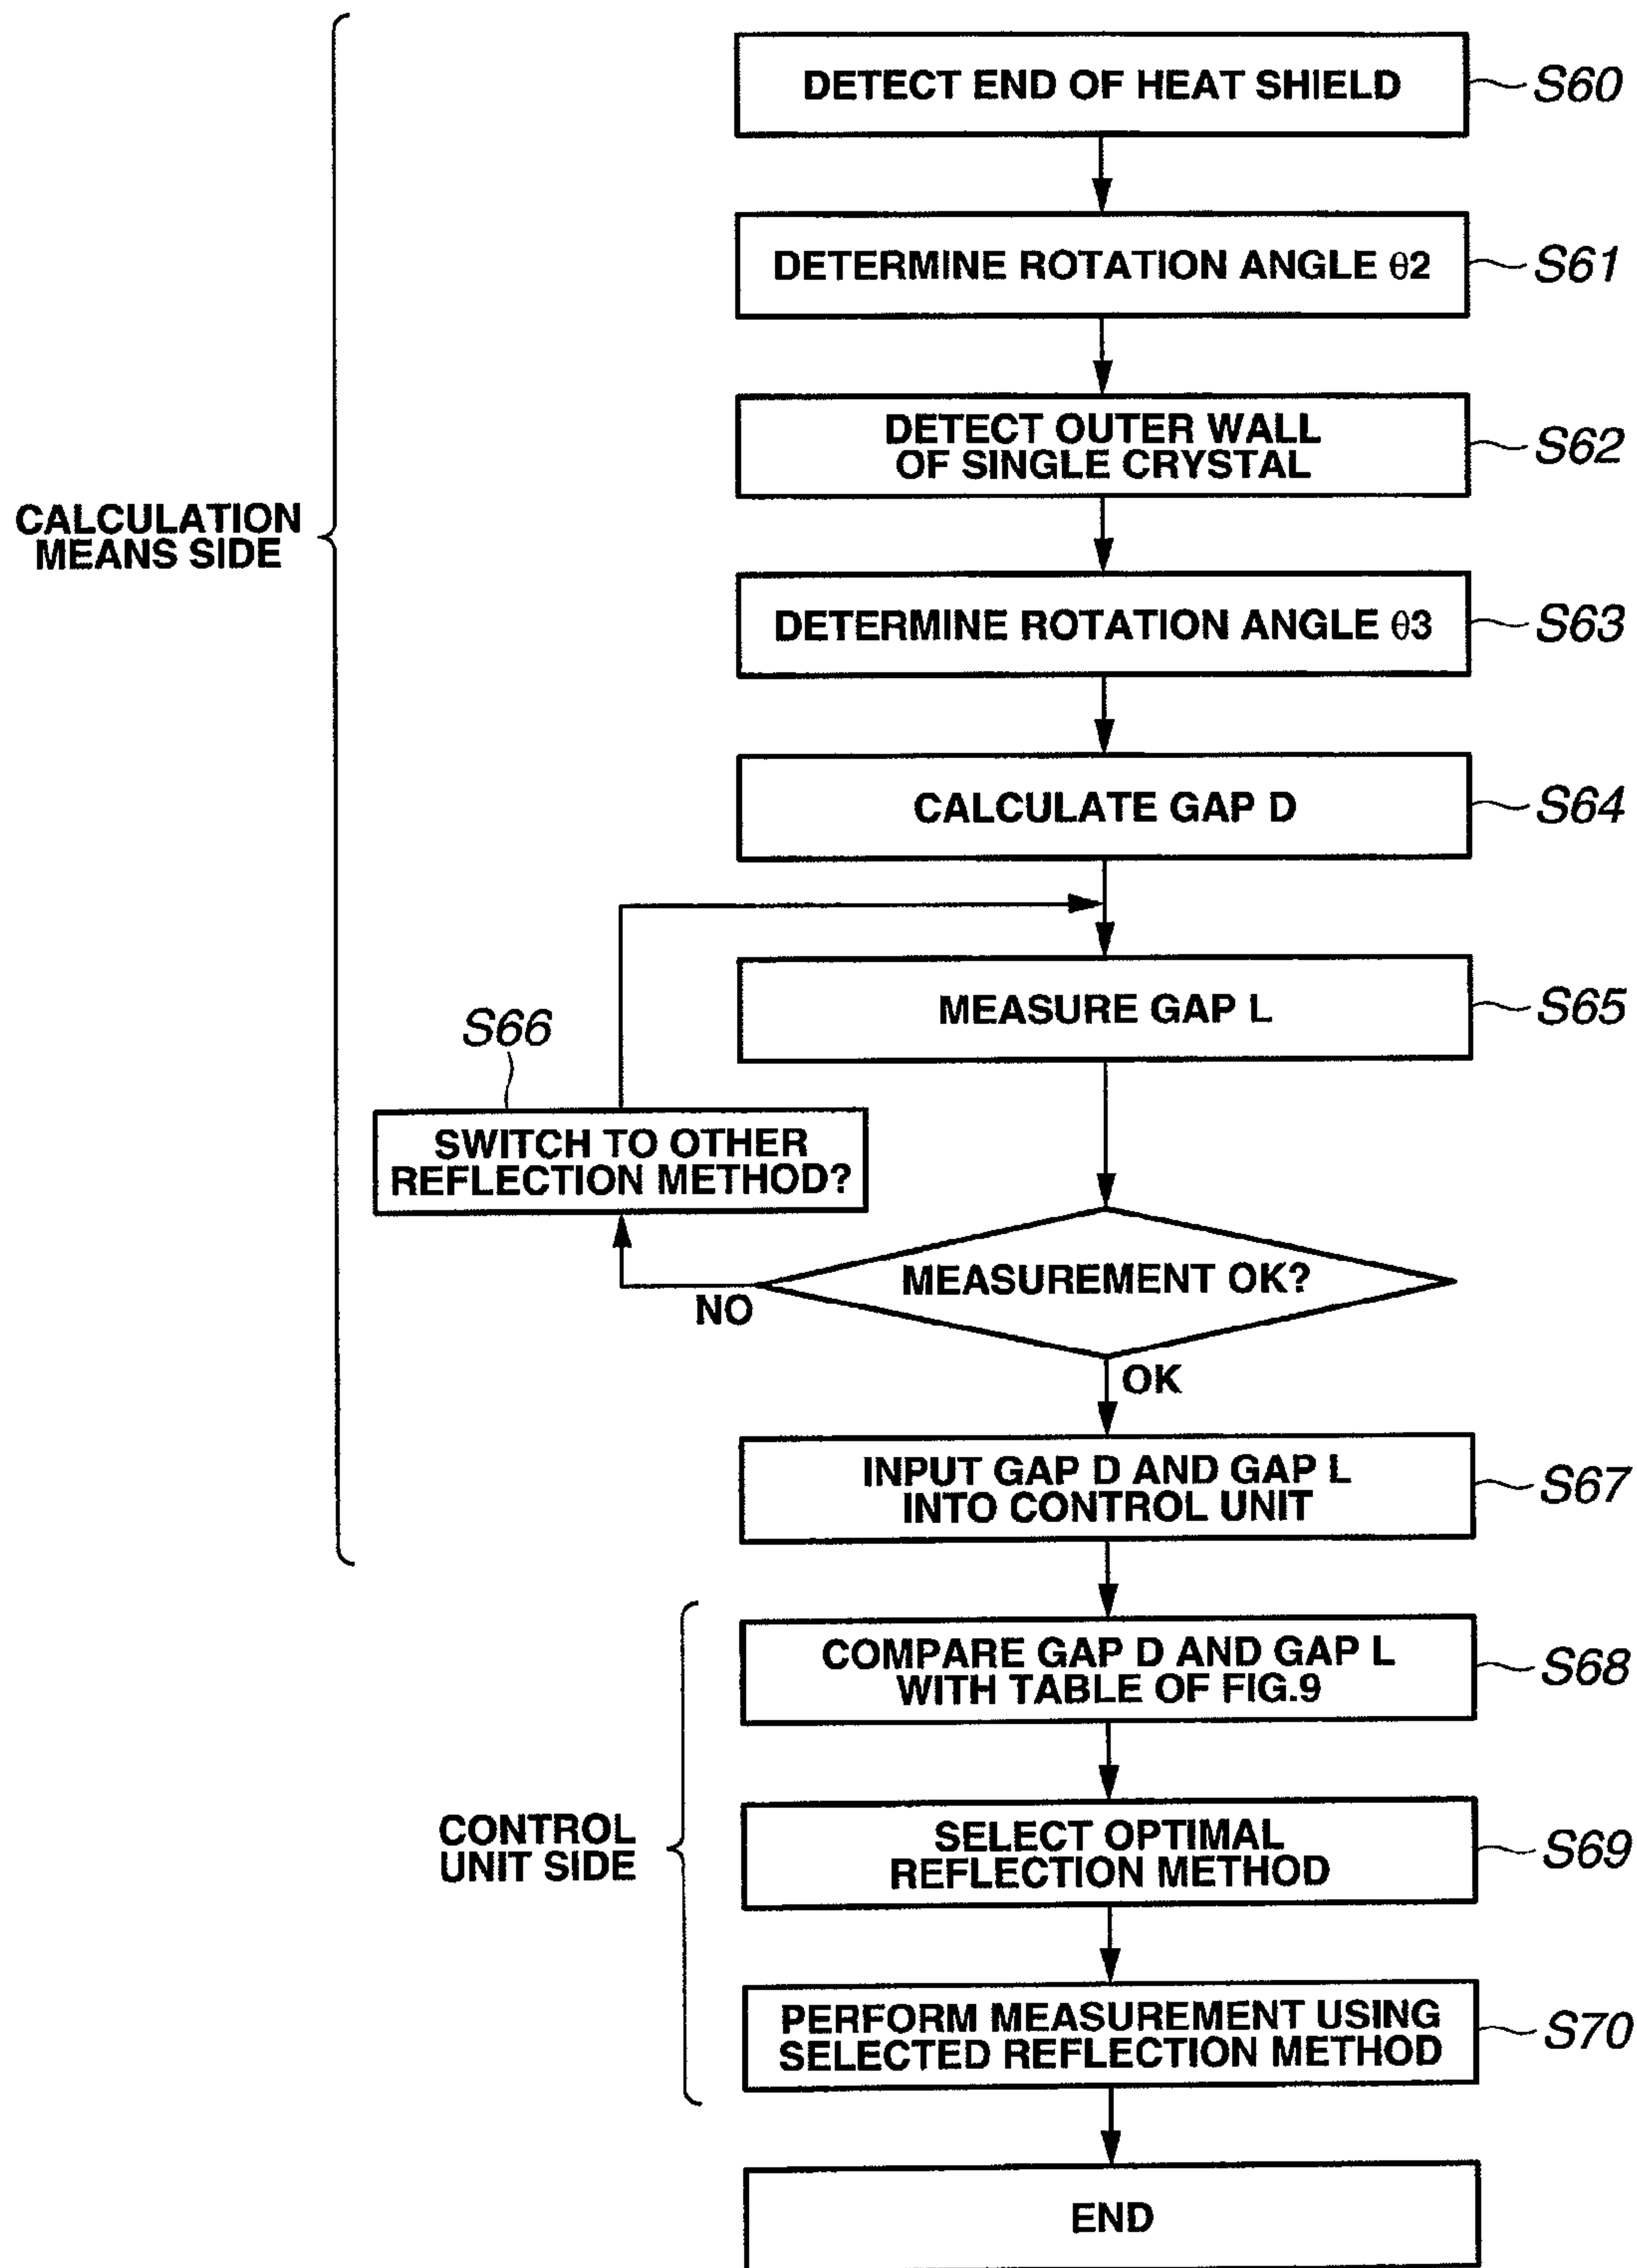 DETECT END OF HEAT SHIELD
S60
DETERMINE ROTATION ANGLE θ2
S61
DETECT OUTER WALL
OF SINGLE CRYSTAL
S62
CALCULATION
MEANS SIDE
DETERMINE ROTATION ANGLE θ3
S63
CALCULATE GAP D
S64
MEASURE GAP L
S65
S66
SWITCH TO OTHER
REFLECTION METHOD?
MEASUREMENT OK?
NO
OK
INPUT GAP D AND GAP L
INTO CONTROL UNIT
S67
COMPARE GAP D AND GAP L
WITH TABLE OF FIG.9
S68
CONTROL
UNIT SIDE
SELECT OPTIMAL
REFLECTION METHOD
S69
PERFORM MEASUREMENT USING
SELECTED REFLECTION METHOD
S70
END